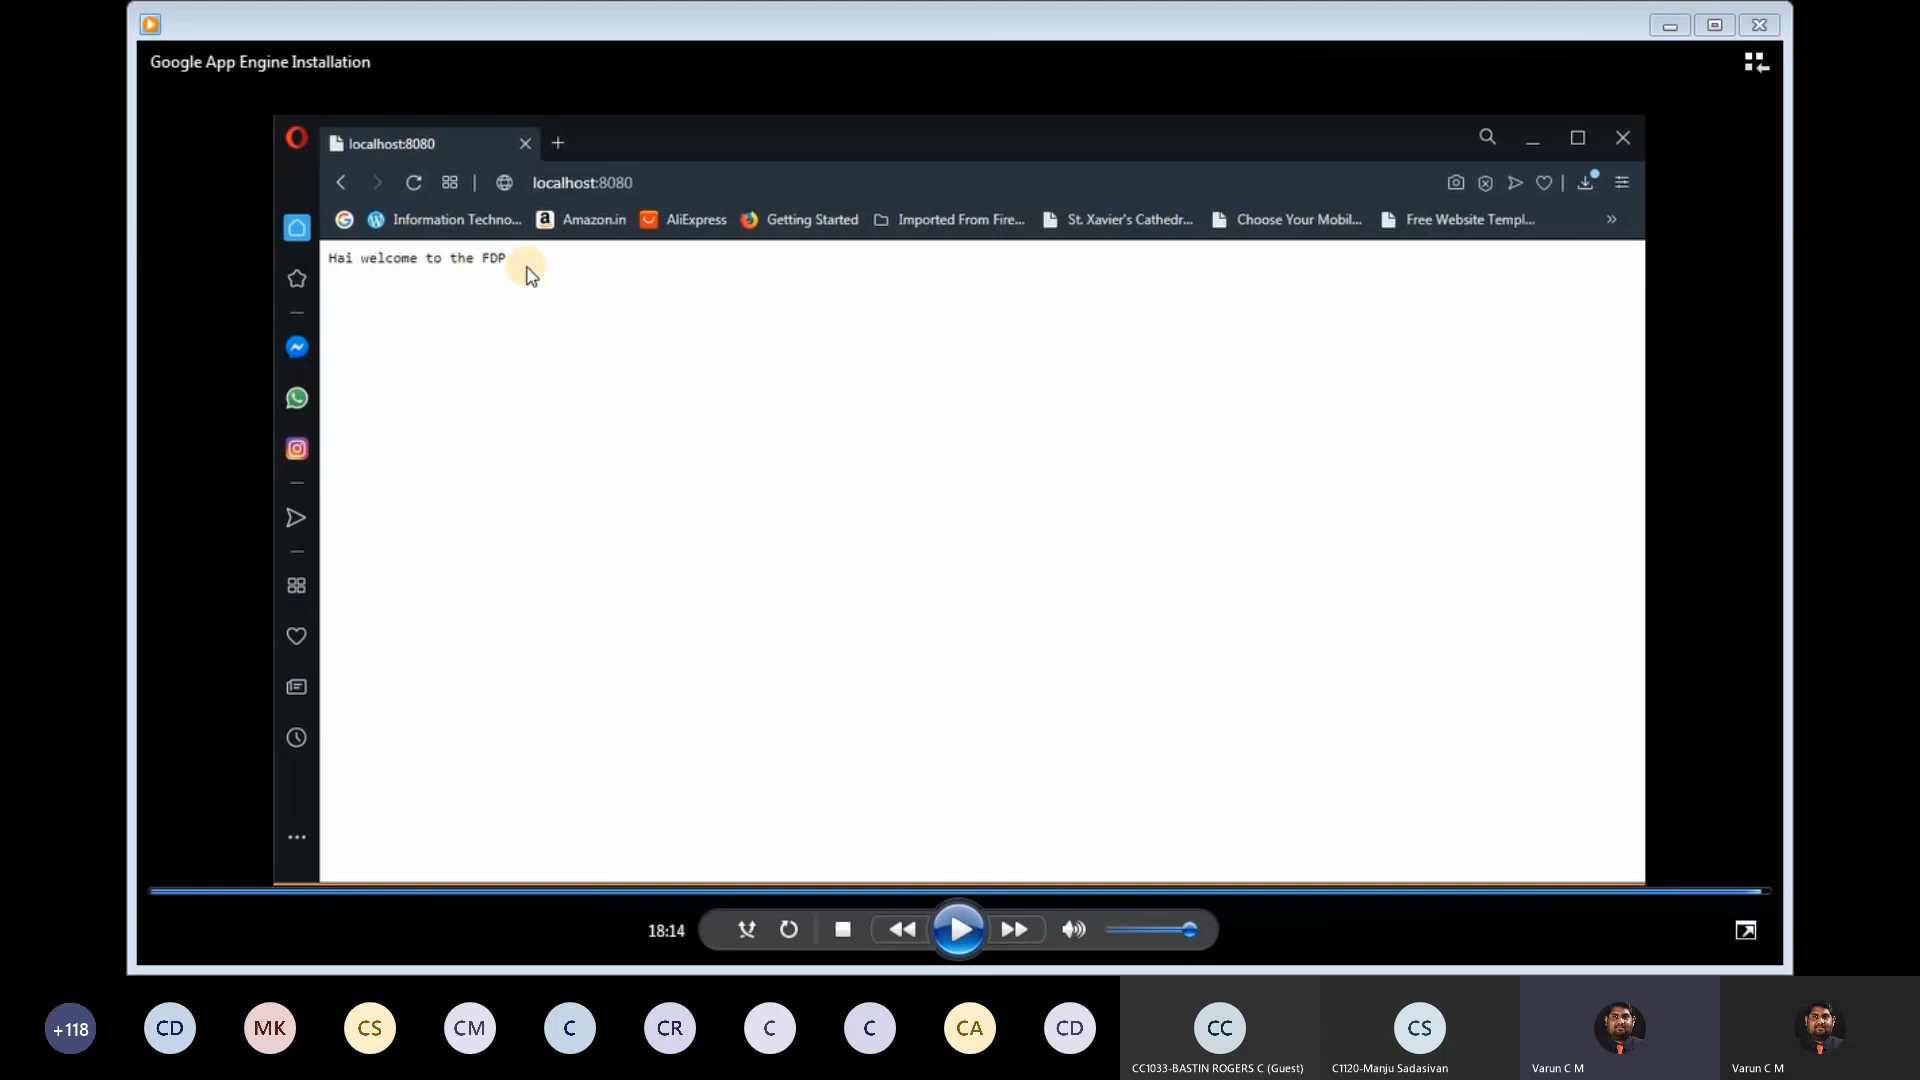 Google App Engine Installation
localhost:8080
localhost:8080
Information Techno... Amazon.in AliExpress Getting Started Imported From Fire... St. Xavier's Cathedr... Choose Your Mobil... Free Website Templ... »
Hai welcome to the FDP
18:14
+118 CD MK CS CM C CR C C CA CD CC CS
CC1033-BASTIN ROGERS C (Guest) C1120-Manju Sadasivan Varun C M Varun C M